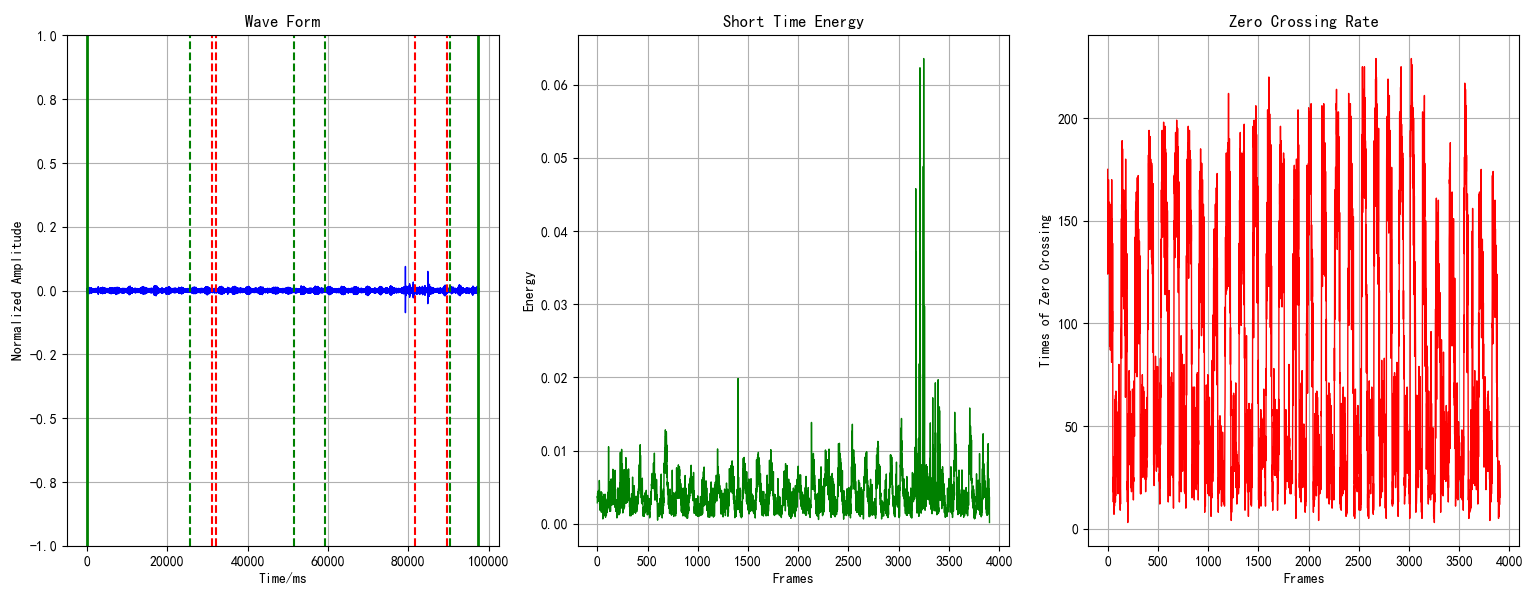 Wave Form
Normalized Amplitude
1.0
0.8
0.5
0.2
0.0
−0.2
−0.5
−0.8
−1.0
0 20000 40000 60000 80000 100000
Time/ms
Short Time Energy
Energy
0.06
0.05
0.04
0.03
0.02
0.01
0.00
0 500 1000 1500 2000 2500 3000 3500 4000
Frames
Zero Crossing Rate
Times of Zero Crossing
200
150
100
50
0
0 500 1000 1500 2000 2500 3000 3500 4000
Frames